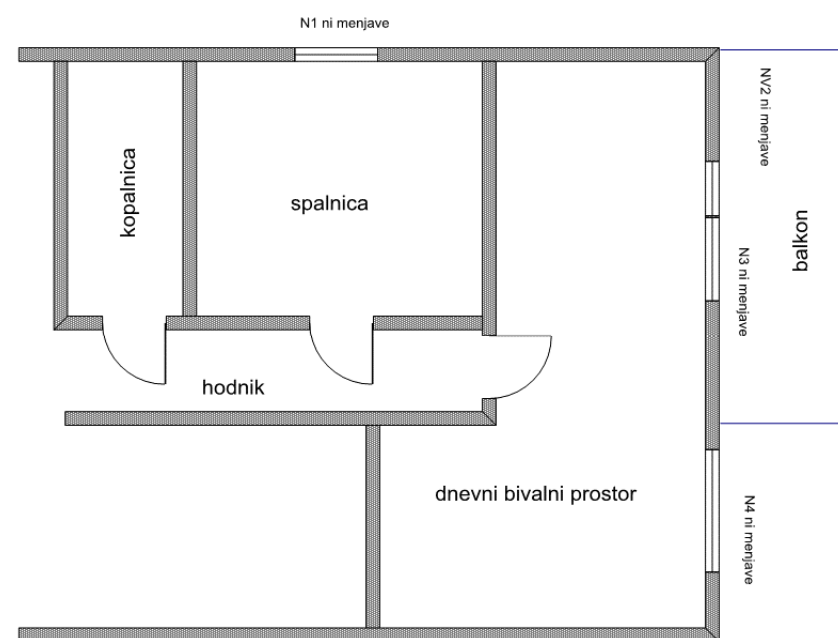 N1 ni menjave
NV2 ni menjave
kopalnica
spalnica
balkon
N3 ni menjave
hodnik
dnevni bivalni prostor
N4 ni menjave